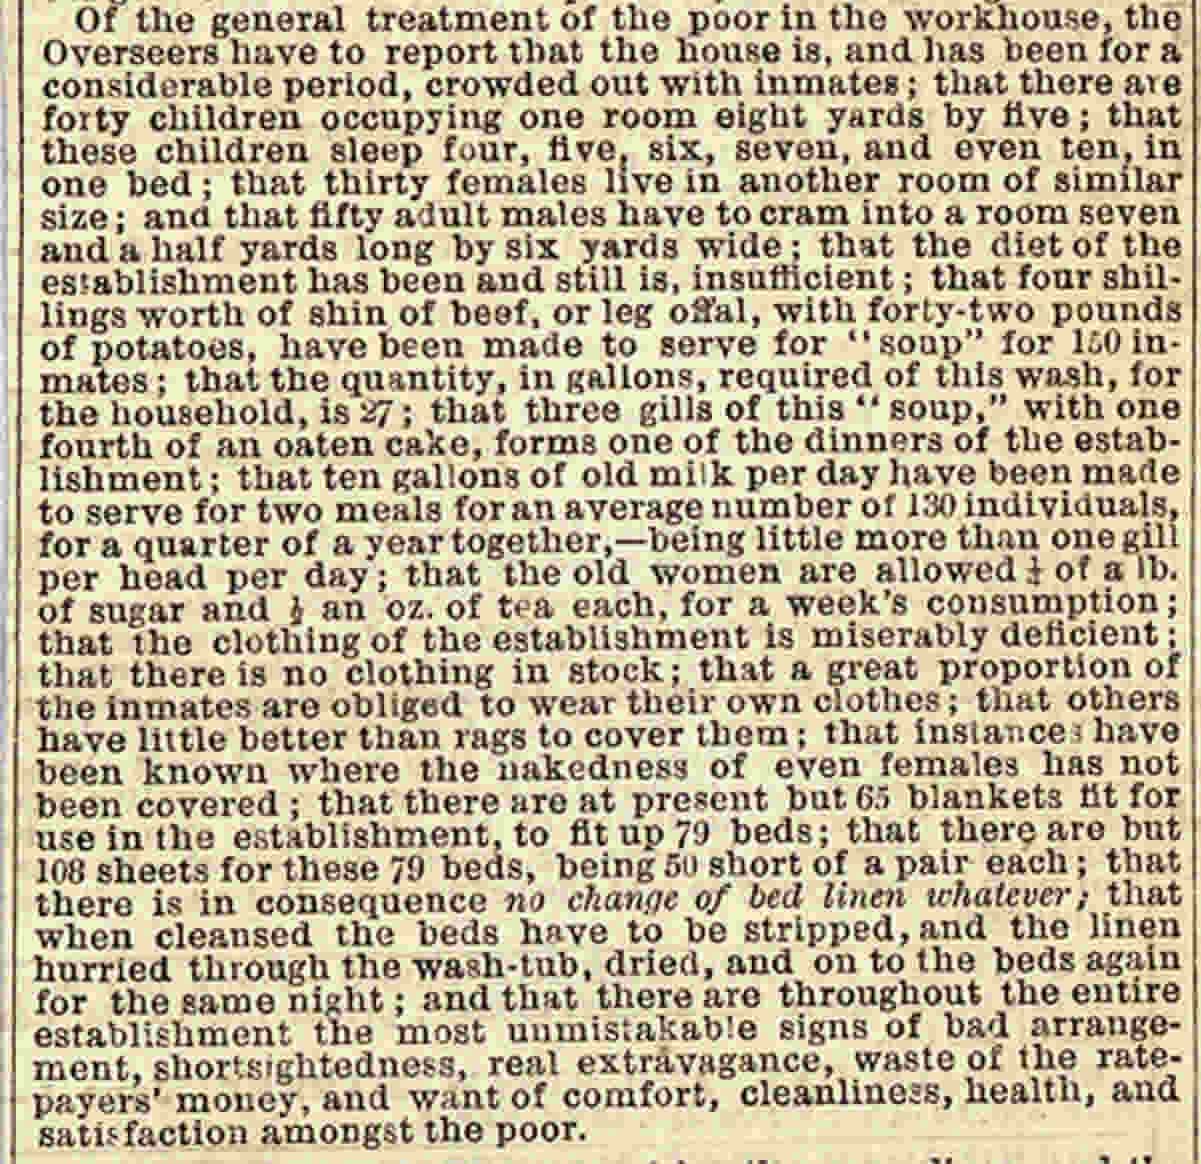 Of the general treatment of the poor in the workhouse, the
Overseers have to report that the house is, and has been for a
considerable period, crowded out with inmates; that there are
forty children occupying one room eight yards by five; that
these children sleep four, five, six, seven, and even ten, in
one bed; that thirty females live in another room of similar
size; and that fifty adult males have to cram into a room seven
and a half yards long by six yards wide; that the diet of the
establishment has been and still is, insufficient; that four shil-
lings worth of shin of beef, or leg offal, with forty-two pounds
of potatoes, have been made to serve for "soup" for 150 in-
mates; that the quantity, in gallons, required of this wash, for
the household, is 27; that three gills of this "soup," with one
fourth of an oaten cake, forms one of the dinners of the estab-
lishment; that ten gallons of old milk per day have been made
to serve for two meals for an average number of 130 individuals,
for a quarter of a year together,—being little more than one gill
per head per day; that the old women are allowed ¼ of a lb.
of sugar and ½ an oz. of tea each, for a week's consumption;
that the clothing of the establishment is miserably deficient;
that there is no clothing in stock; that a great proportion of
the inmates are obliged to wear their own clothes; that others
have little better than rags to cover them; that instances have
been known where the nakedness of even females has not
been covered; that there are at present but 65 blankets fit for
use in the establishment, to fit up 79 beds; that there are but
108 sheets for these 79 beds, being 50 short of a pair each; that
there is in consequence no change of bed linen whatever; that
when cleansed the beds have to be stripped, and the linen
hurried through the wash-tub, dried, and on to the beds again
for the same night; and that there are throughout the entire
establishment the most unmistakable signs of bad arrange-
ment, shortsightedness, real extravagance, waste of the rate-
payers' money, and want of comfort, cleanliness, health, and
satisfaction amongst the poor.